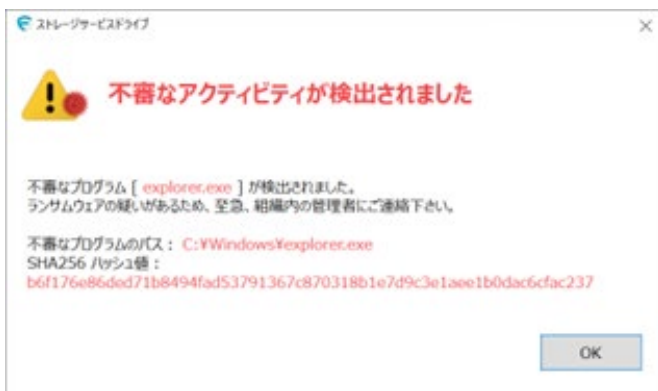 ストレージサービスドライブ
不審なアクティビティが検出されました
不審なプログラム [ explorer.exe ] が検出されました。
ランサムウェアの疑いがあるため、至急、組織内の管理者にご連絡下さい。
不審なプログラムのパス : C:¥Windows¥explorer.exe
SHA256 ハッシュ値 :
b6f176e86ded71b8494fad53791367c870318b1e7d9c3e1aee1b0dac6cfac237
OK